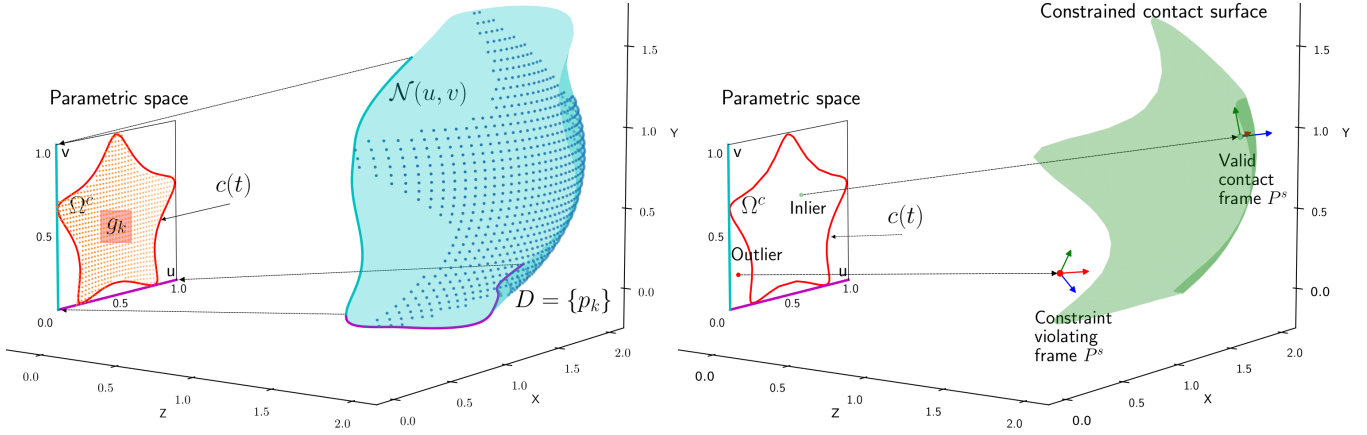 Parametric space
1.0
v
Ω^c
g_k
0.5
c(t)
u
0.5
1.0
0.0
𝒩(u, v)
D = {p_k}
1.5
Y
1.0
0.5
0.0
0.0
0.5
1.0
1.5
2.0
Z
0.0
0.5
1.0
1.5
2.0
X
Constrained contact surface
Parametric space
1.0
v
Ω^c
Inlier
0.5
c(t)
Outlier
u
0.5
1.0
0.0
Valid
contact
frame P^s
Constraint
violating
frame P^s
1.5
Y
1.0
0.5
0.0
0.0
0.5
1.0
1.5
2.0
Z
0.0
0.5
1.0
1.5
2.0
X